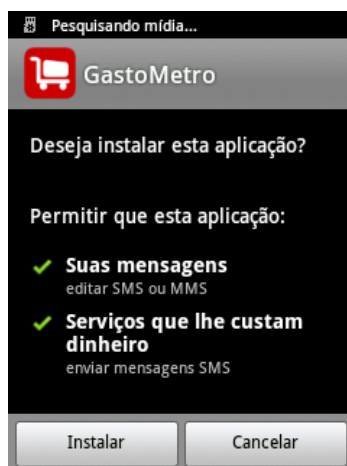 Pesquisando mídia...
GastoMetro
Deseja instalar esta aplicação?
Permitir que esta aplicação:
Suas mensagens
editar SMS ou MMS
Serviços que lhe custam
dinheiro
enviar mensagens SMS
Instalar Cancelar